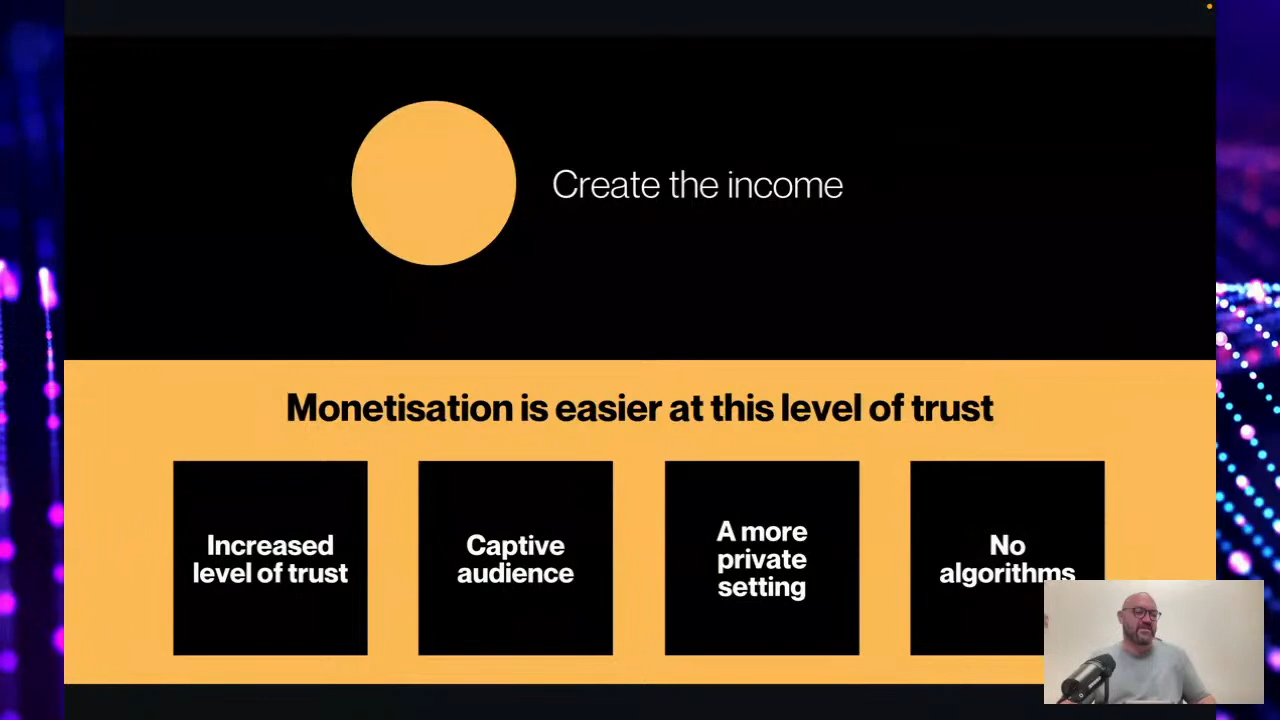 Create the income
Monetisation is easier at this level of trust
Increased
level of trust
Captive
audience
A more
private
setting
No
algorithms